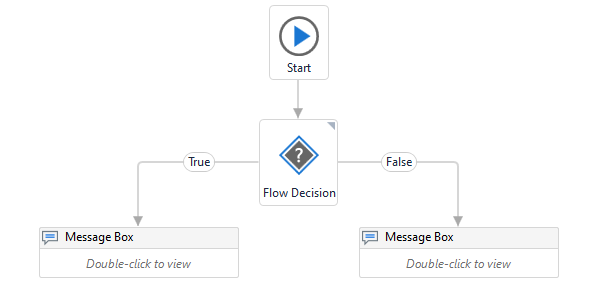 Start
?
Flow Decision
True
False
Message Box
Double-click to view
Message Box
Double-click to view